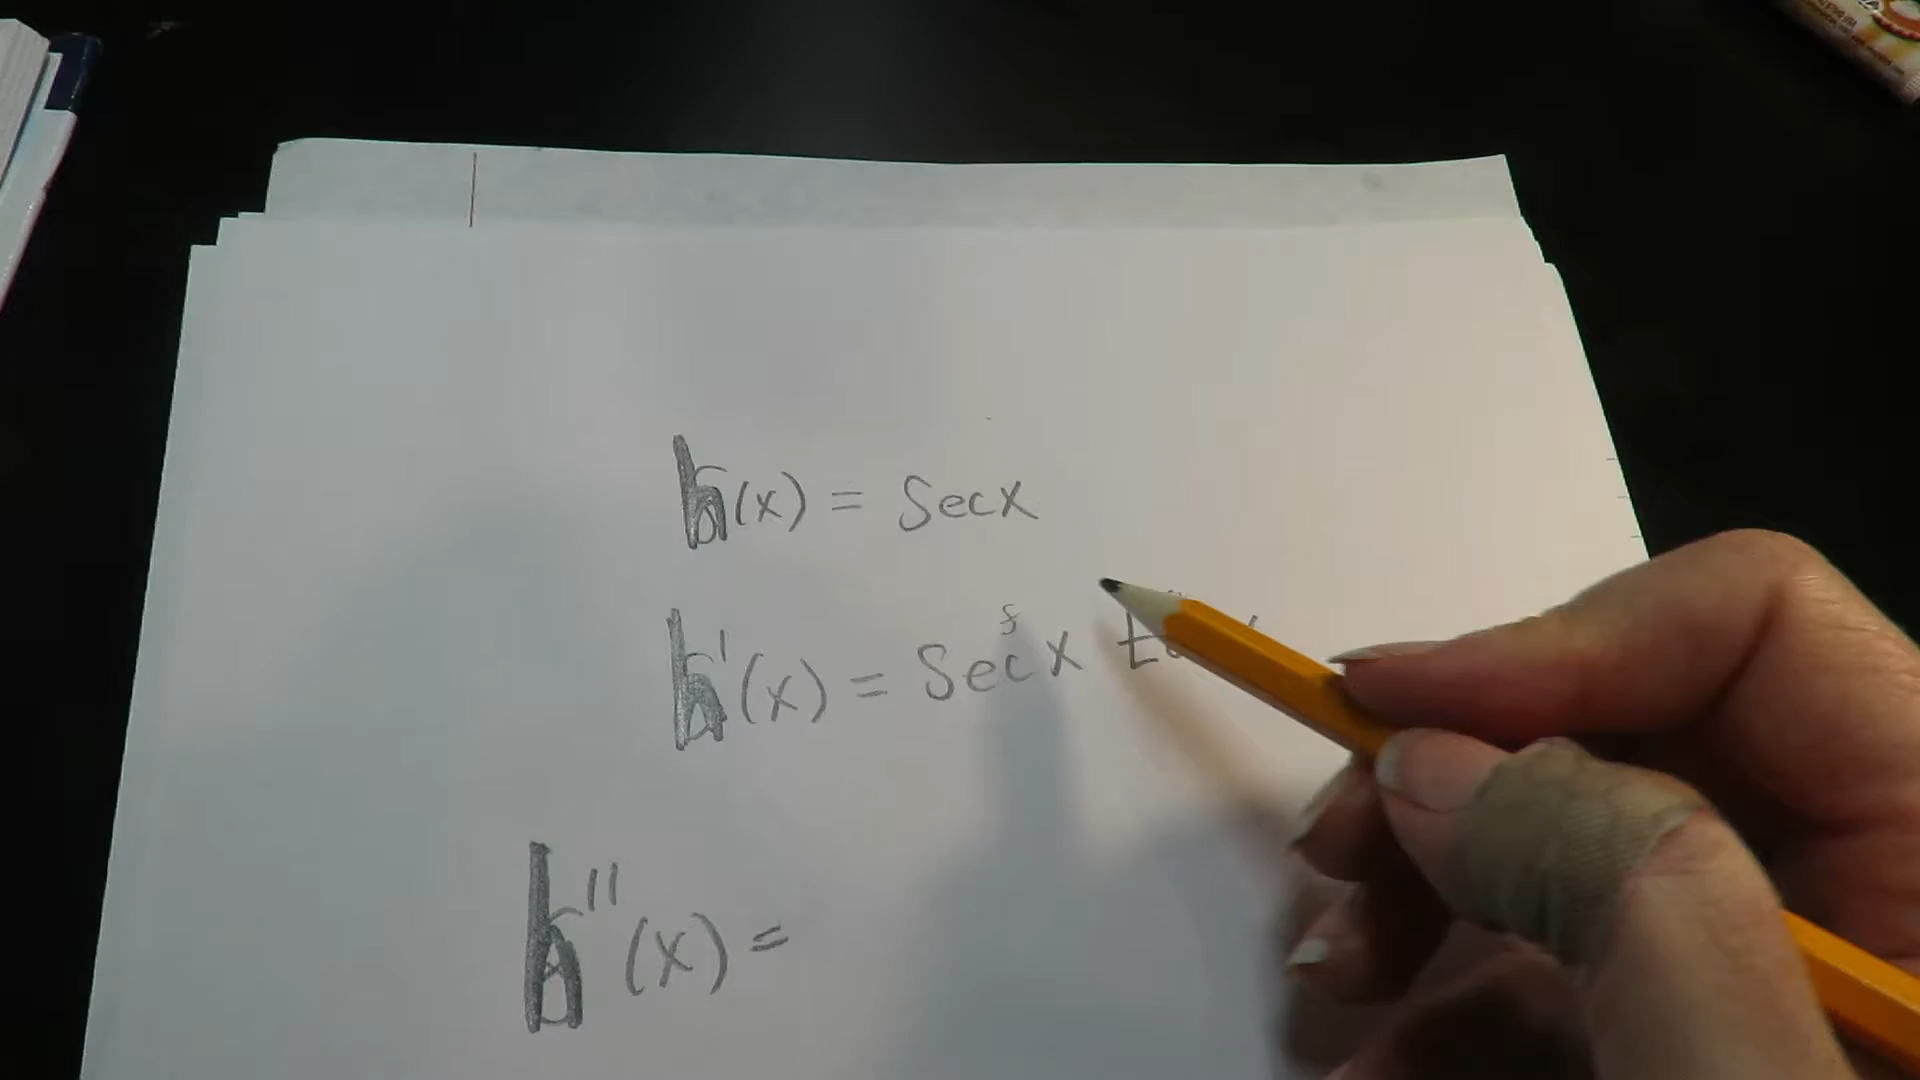 h(x) = Secx
f
h'(x) = Secx
h''(x) =